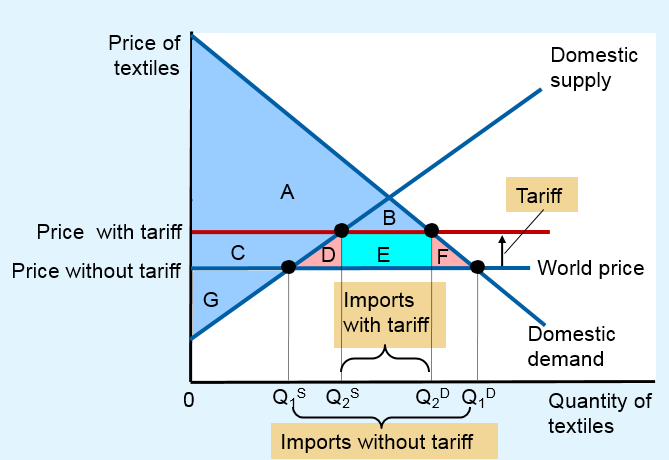 Price of
textiles
Domestic
supply
A
Tariff
B
Price with tariff
C
D
E
F
Price without tariff
World price
G
Imports
with tariff
Domestic
demand
0
Q₁ˢ
Q₂ˢ
Q₂ᴰ
Q₁ᴰ
Quantity of
textiles
Imports without tariff